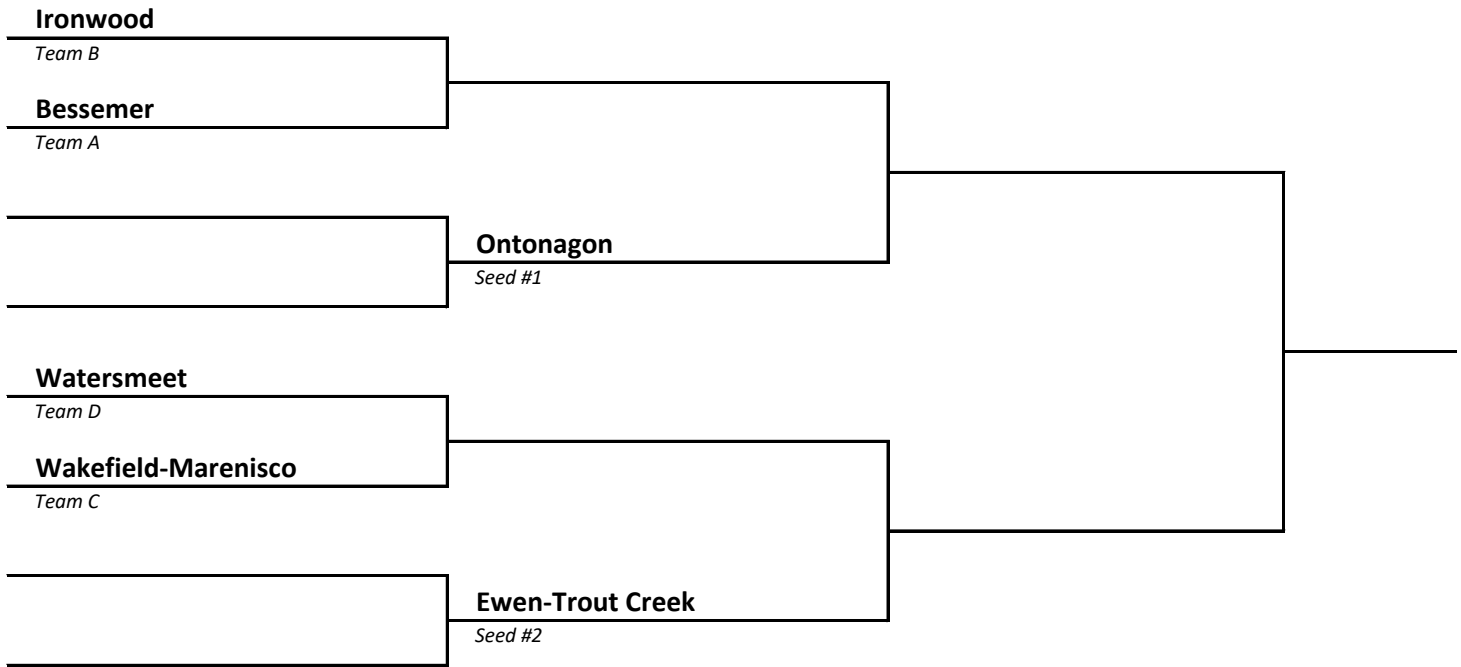 Ironwood
Team B
Bessemer
Team A
Ontonagon
Seed #1
Watersmeet
Team D
Wakefield-Marenisco
Team C
Ewen-Trout Creek
Seed #2